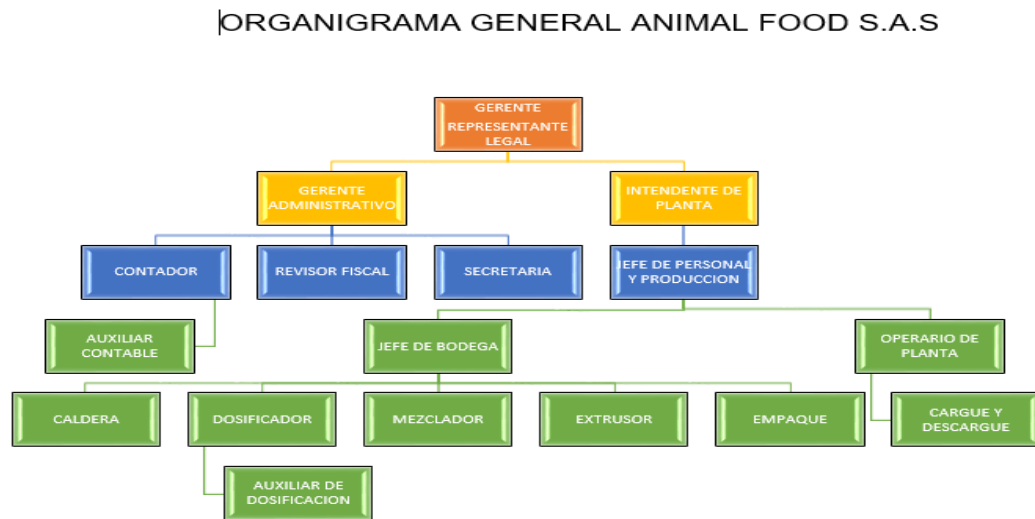 ORGANIGRAMA GENERAL ANIMAL FOOD S.A.S
GERENTE
REPRESENTANTE
LEGAL
GERENTE
ADMINISTRATIVO
INTENDENTE DE
PLANTA
CONTADOR
REVISOR FISCAL
SECRETARIA
JEFE DE PERSONAL
Y PRODUCCION
AUXILIAR
CONTABLE
JEFE DE BODEGA
OPERARIO DE
PLANTA
CALDERA
DOSIFICADOR
MEZCLADOR
EXTRUSOR
EMPAQUE
CARGUE Y
DESCARGUE
AUXILIAR DE
DOSIFICACION